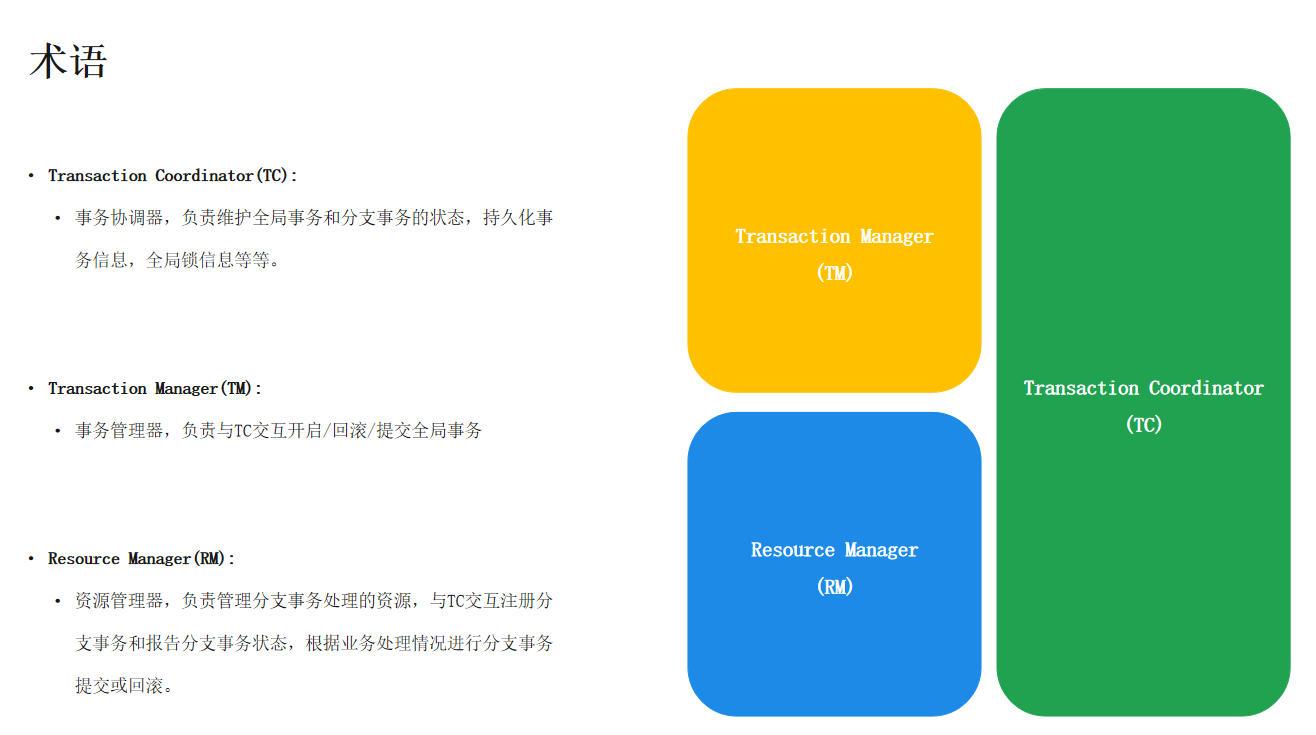 术语
• Transaction Coordinator(TC):
• 事务协调器，负责维护全局事务和分支事务的状态，持久化事
务信息，全局锁信息等等。
• Transaction Manager(TM):
• 事务管理器，负责与TC交互开启/回滚/提交全局事务
• Resource Manager(RM):
• 资源管理器，负责管理分支事务处理的资源，与TC交互注册分
支事务和报告分支事务状态，根据业务处理情况进行分支事务
提交或回滚。
Transaction Manager
(TM)
Resource Manager
(RM)
Transaction Coordinator
(TC)